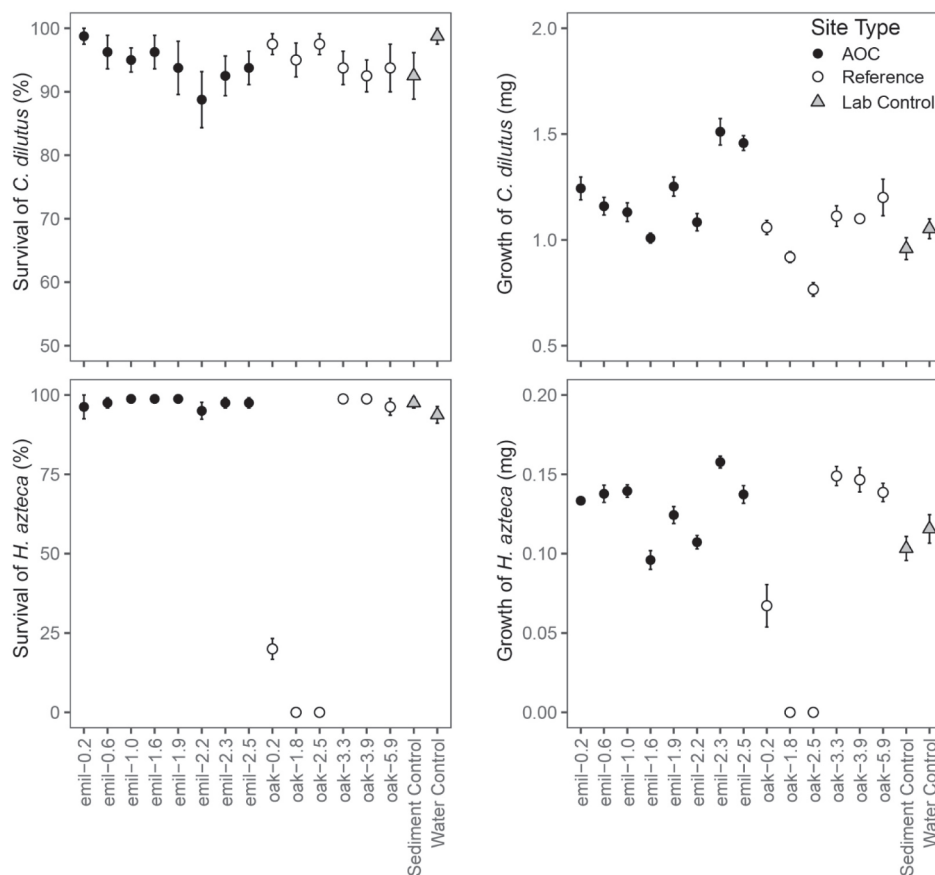 Survival of C. dilutus (%)
100
90
80
70
60
50
Growth of C. dilutus (mg)
2.0
1.5
1.0
0.5
Site Type
AOC
Reference
Lab Control
Survival of H. azteca (%)
100
75
50
25
0
Growth of H. azteca (mg)
0.20
0.15
0.10
0.05
0.00
emil−0.2
emil−0.6
emil−1.0
emil−1.6
emil−1.9
emil−2.2
emil−2.3
emil−2.5
oak−0.2
oak−1.8
oak−2.5
oak−3.3
oak−3.9
oak−5.9
Sediment Control
Water Control
emil−0.2
emil−0.6
emil−1.0
emil−1.6
emil−1.9
emil−2.2
emil−2.3
emil−2.5
oak−0.2
oak−1.8
oak−2.5
oak−3.3
oak−3.9
oak−5.9
Sediment Control
Water Control